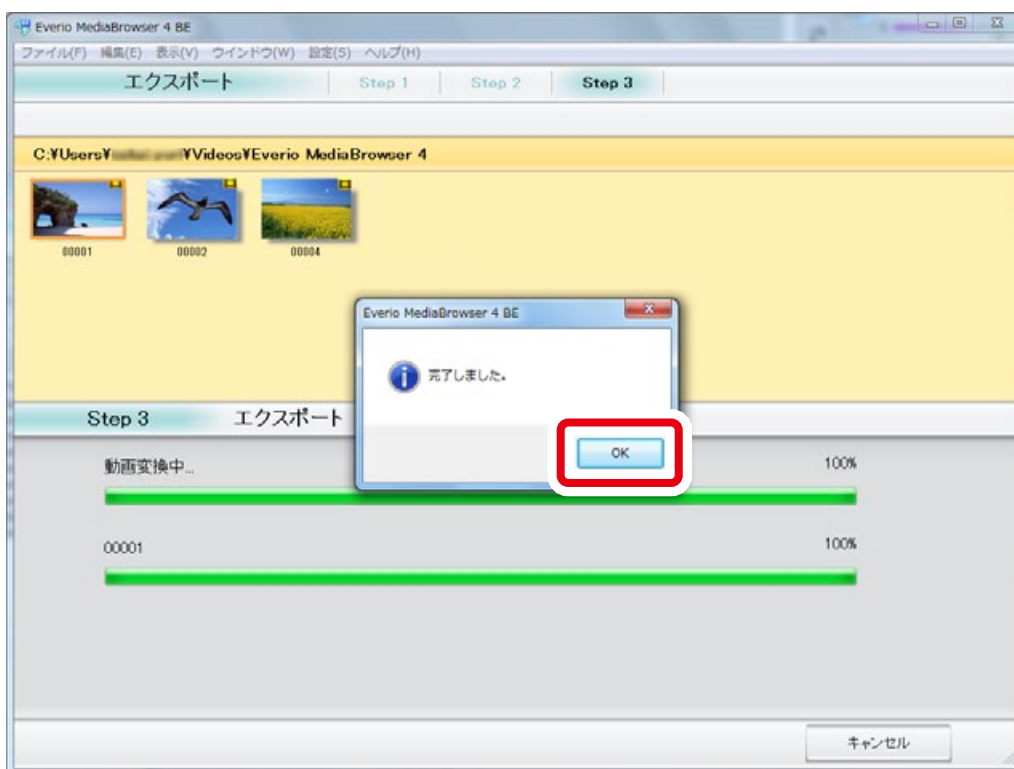 Everio MediaBrowser 4 BE
ファイル(F) 編集(E) 表示(V) ウインドウ(W) 設定(S) ヘルプ(H)
エクスポート Step 1 Step 2 Step 3
C:¥Users¥ ¥Videos¥Everio MediaBrowser 4
00001 00002 00004
Everio MediaBrowser 4 BE
完了しました。
OK
Step 3 エクスポート
動画変換中... 100%
00001 100%
キャンセル